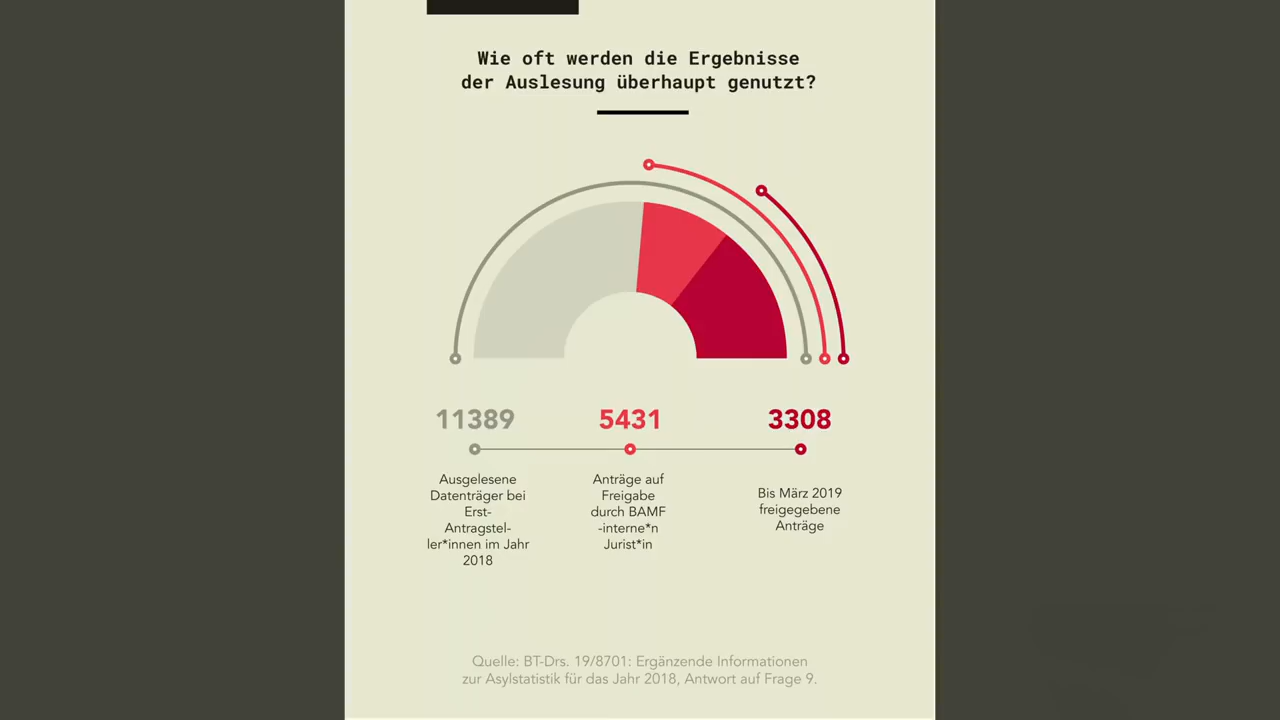 Wie oft werden die Ergebnisse
der Auslesung überhaupt genutzt?
11389
5431
3308
Ausgelesene
Datenträger bei
Erst-
Antragstel-
ler*innen im Jahr
2018
Anträge auf
Freigabe
durch BAMF
-interne*n
Jurist*in
Bis März 2019
freigegebene
Anträge
Quelle: BT-Drs. 19/8701: Ergänzende Informationen
zur Asylstatistik für das Jahr 2018, Antwort auf Frage 9.